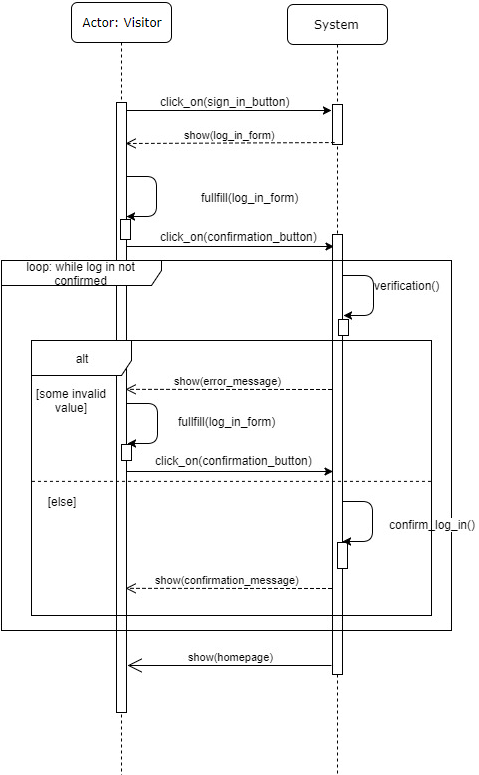 Actor: Visitor
System
click_on(sign_in_button)
show(log_in_form)
fullfill(log_in_form)
click_on(confirmation_button)
loop: while log in not
confirmed
verification()
alt
show(error_message)
[some invalid
value]
fullfill(log_in_form)
click_on(confirmation_button)
[else]
confirm_log_in()
show(confirmation_message)
show(homepage)